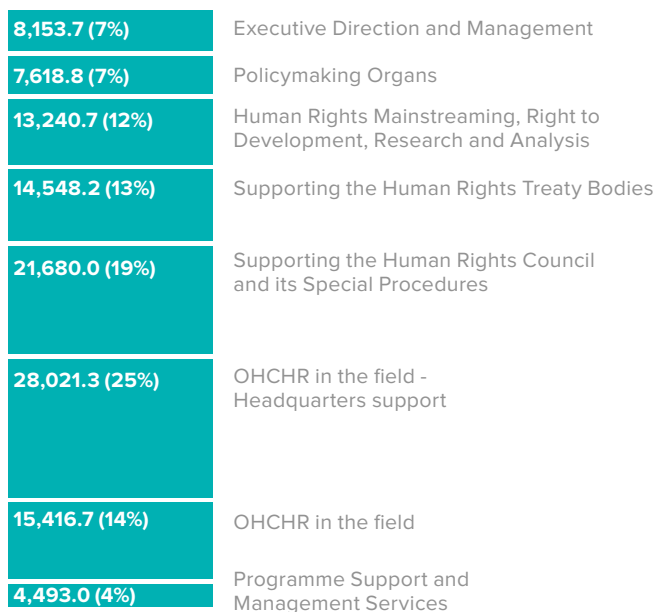 8,153.7 (7%) Executive Direction and Management
7,618.8 (7%) Policymaking Organs
13,240.7 (12%) Human Rights Mainstreaming, Right to
Development, Research and Analysis
14,548.2 (13%) Supporting the Human Rights Treaty Bodies
21,680.0 (19%) Supporting the Human Rights Council
and its Special Procedures
28,021.3 (25%) OHCHR in the field -
Headquarters support
15,416.7 (14%) OHCHR in the field
4,493.0 (4%) Programme Support and
Management Services